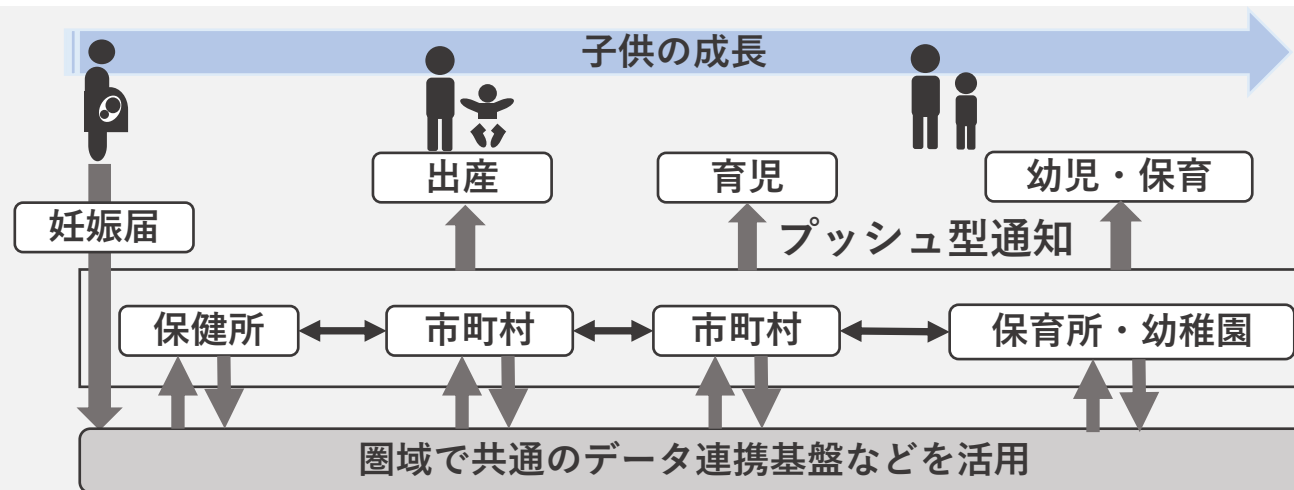 子供の成長
出産
育児
幼児・保育
妊娠届
プッシュ型通知
保健所
市町村
市町村
保育所・幼稚園
圏域で共通のデータ連携基盤などを活用